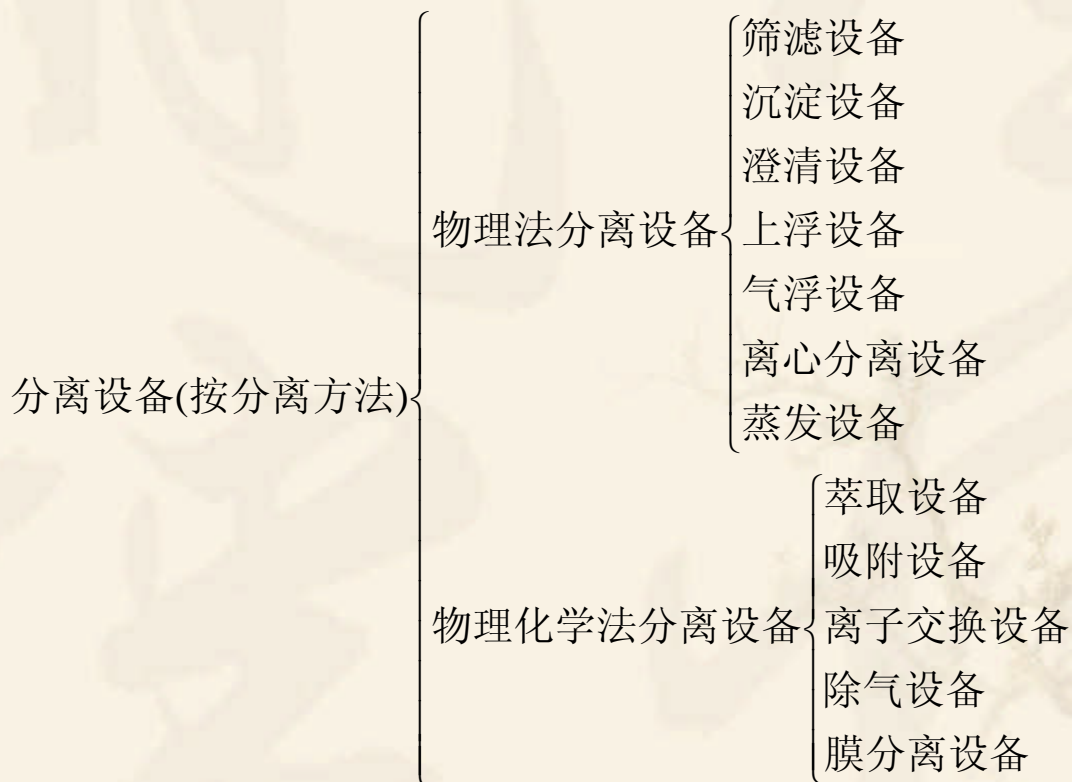 分离设备(按分离方法)
物理法分离设备
筛滤设备
沉淀设备
澄清设备
上浮设备
气浮设备
离心分离设备
蒸发设备
物理化学法分离设备
萃取设备
吸附设备
离子交换设备
除气设备
膜分离设备